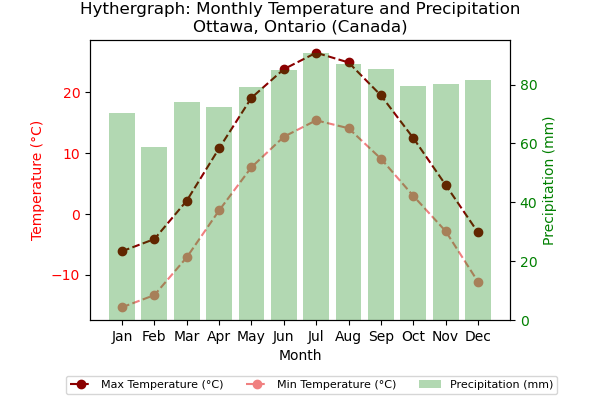 Hythergraph: Monthly Temperature and Precipitation
Ottawa, Ontario (Canada)
Temperature (°C)
20
10
0
−10
80
60
40
20
0
Precipitation (mm)
Jan Feb Mar Apr May Jun Jul Aug Sep Oct Nov Dec
Month
Max Temperature (°C) Min Temperature (°C) Precipitation (mm)